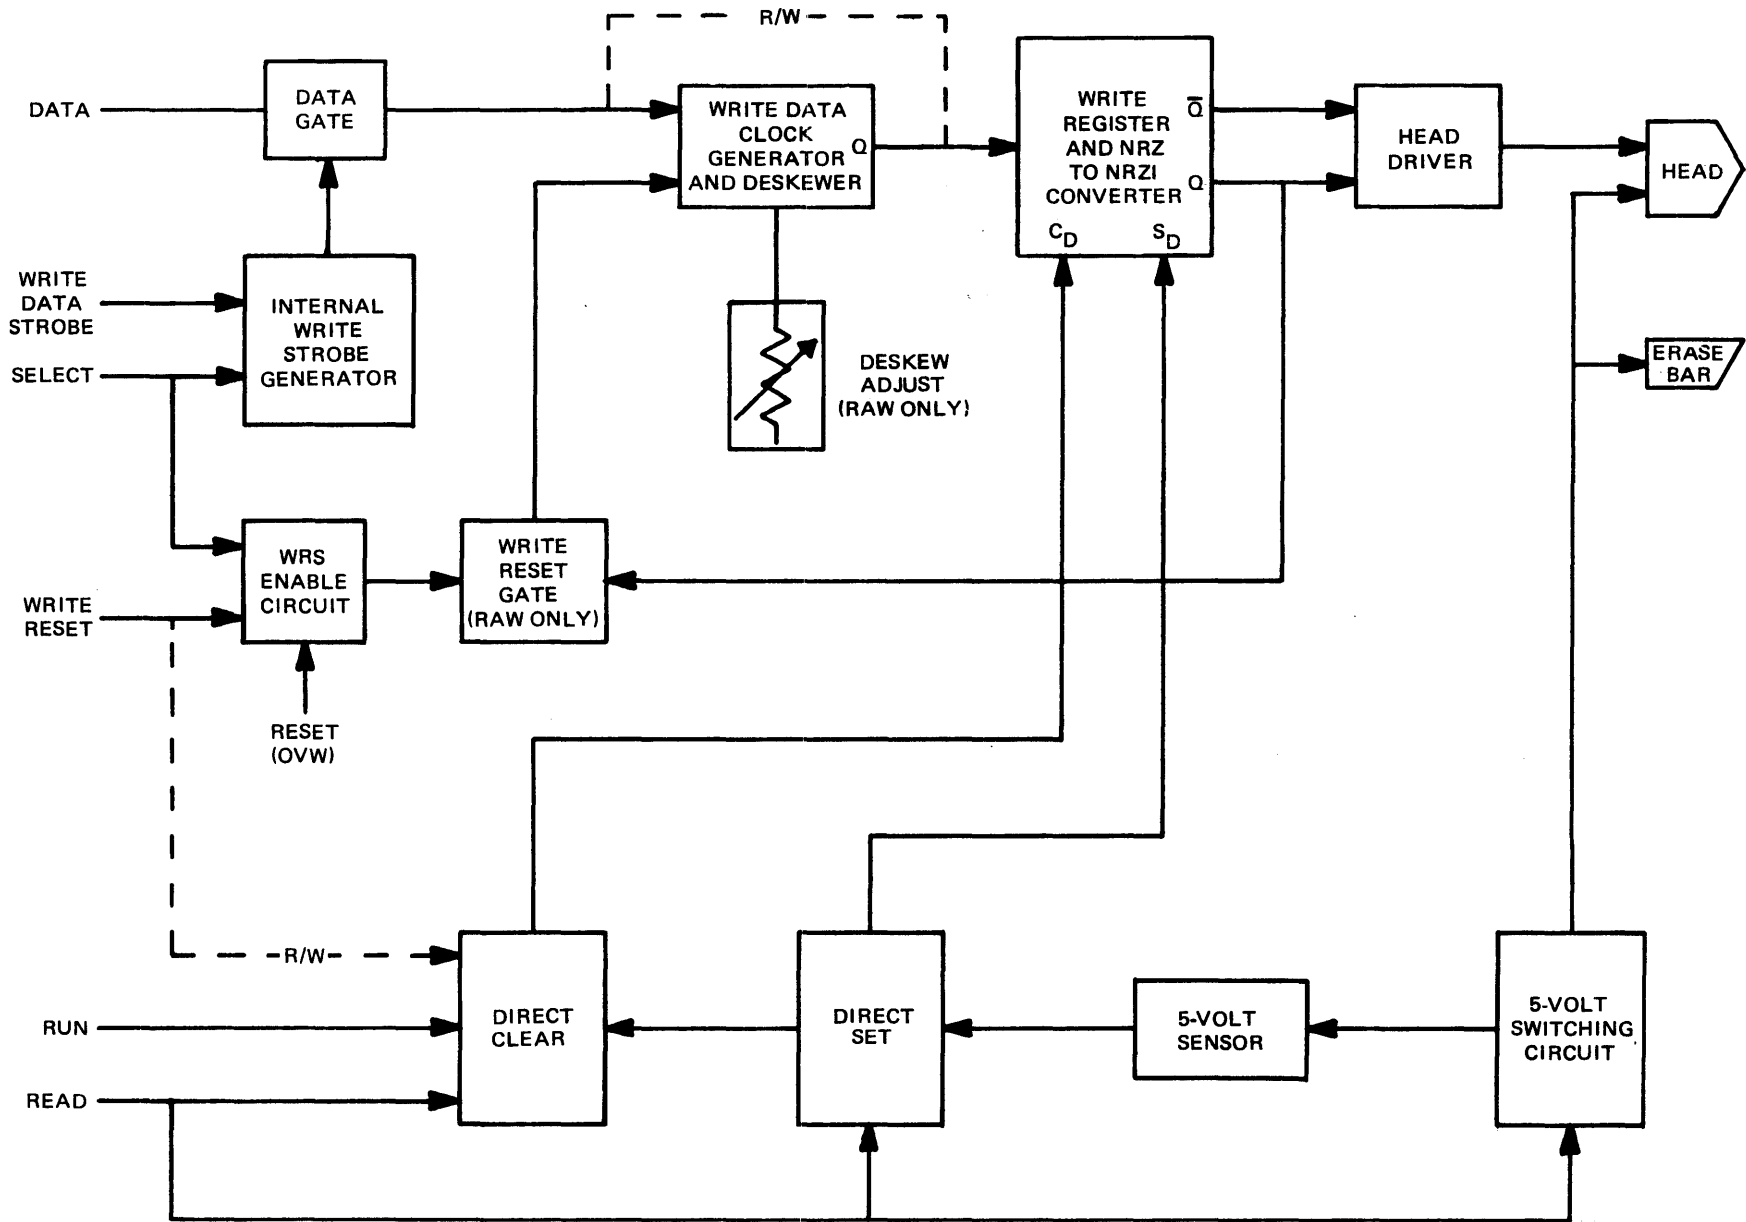 R/W
DATA
DATA
GATE
WRITE DATA
CLOCK
GENERATOR
AND DESKEWER
Q
WRITE
REGISTER
AND NRZ
TO NRZI
CONVERTER
Q̅
Q
C_D
S_D
HEAD
DRIVER
HEAD
WRITE
DATA
STROBE
SELECT
INTERNAL
WRITE
STROBE
GENERATOR
DESKEW
ADJUST
(RAW ONLY)
ERASE
BAR
WRS
ENABLE
CIRCUIT
WRITE
RESET
GATE
(RAW ONLY)
WRITE
RESET
RESET
(OVW)
R/W
RUN
READ
DIRECT
CLEAR
DIRECT
SET
5-VOLT
SENSOR
5-VOLT
SWITCHING
CIRCUIT